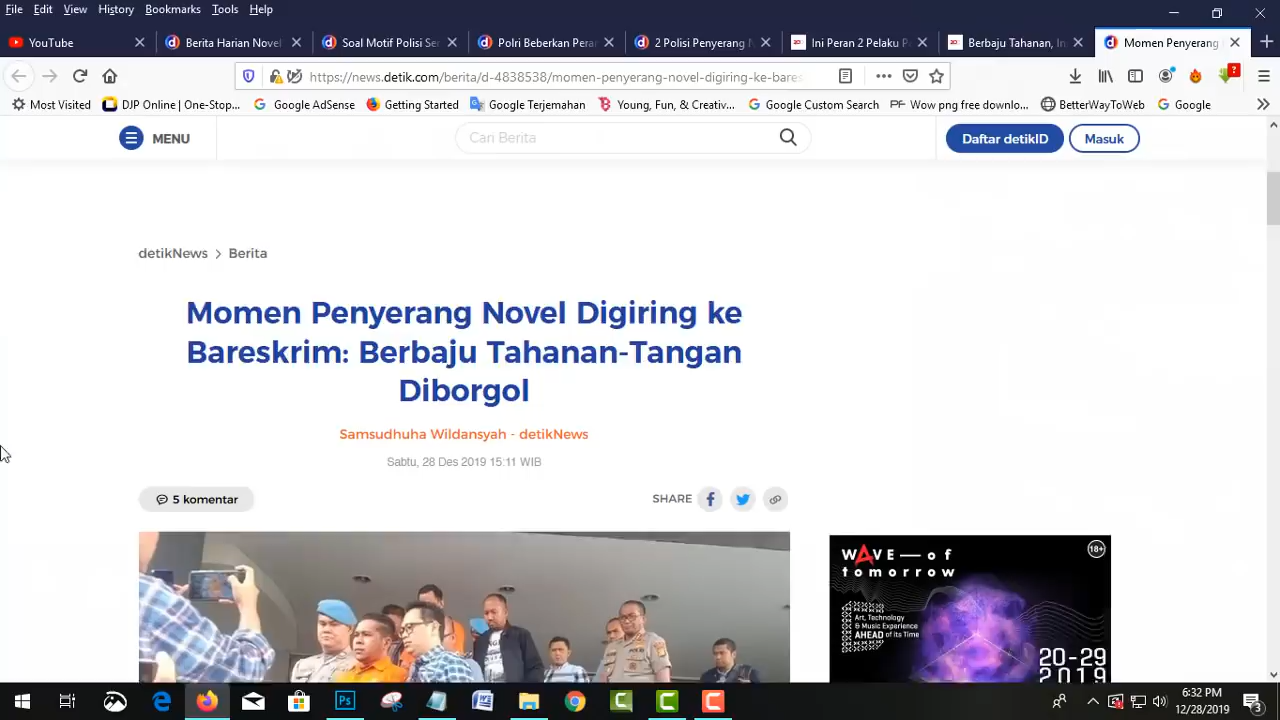 File Edit View History Bookmarks Tools Help
YouTube
Berita Harian Novel
Soal Motif Polisi Se
Polri Beberkan Peran
2 Polisi Penyerang N
Ini Peran 2 Pelaku P
Berbaju Tahanan, In
Momen Penyerang
https://news.detik.com/berita/d-4838538/momen-penyerang-novel-digiring-ke-bares
Most Visited
DJP Online | One-Stop...
Google AdSense
Getting Started
Google Terjemahan
Young, Fun, & Creativ...
Google Custom Search
Wow png free downlo...
BetterWayToWeb
Google
MENU
Cari Berita
Daftar detikID
Masuk
detikNews > Berita
Momen Penyerang Novel Digiring ke
Bareskrim: Berbaju Tahanan-Tangan
Diborgol
Samsudhuha Wildansyah - detikNews
Sabtu, 28 Des 2019 15:11 WIB
5 komentar
SHARE
WAVE — of
tomorrow
18+
Art, Technology
& Music Experience
AHEAD of its Time
20-29
2019
6:32 PM
12/28/2019
3